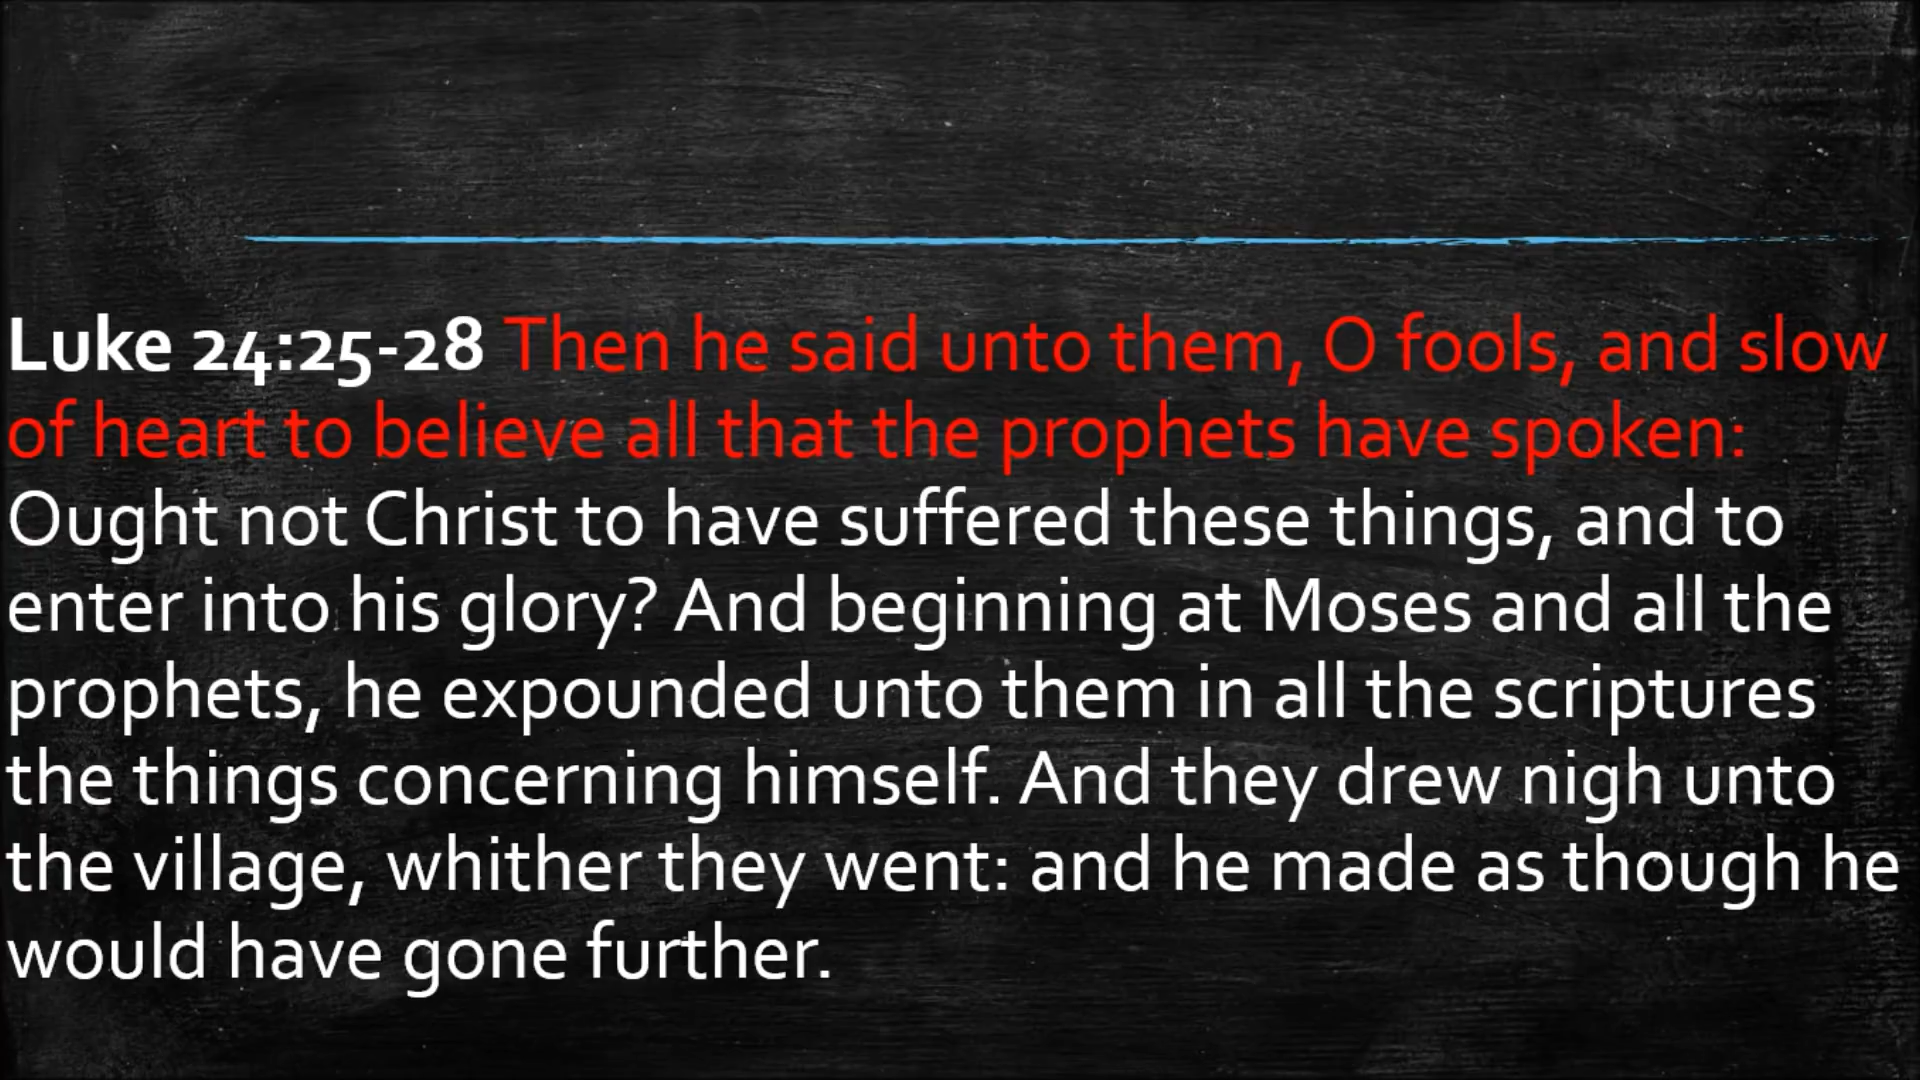 Luke 24:25-28 Then he said unto them, O fools, and slow
of heart to believe all that the prophets have spoken:
Ought not Christ to have suffered these things, and to
enter into his glory? And beginning at Moses and all the
prophets, he expounded unto them in all the scriptures
the things concerning himself. And they drew nigh unto
the village, whither they went: and he made as though he
would have gone further.